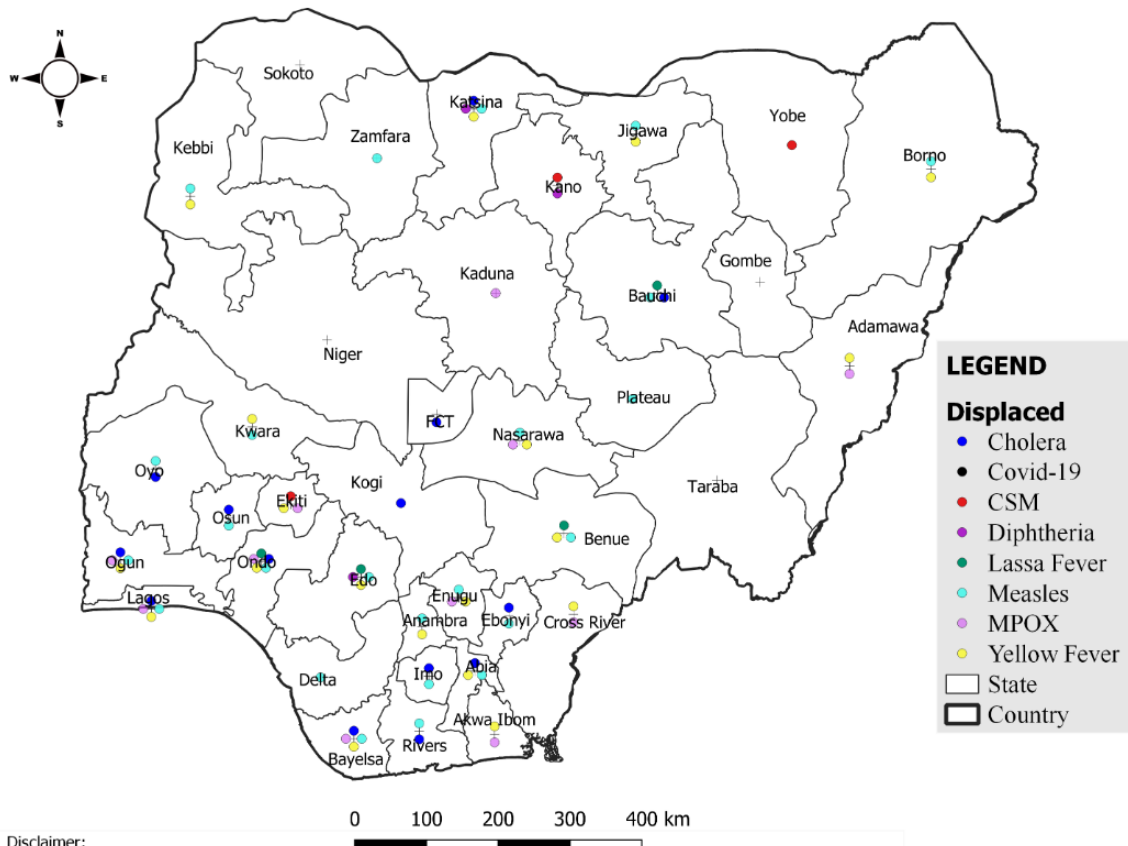 N
W E
S
Sokoto
Katsina
Zamfara
Jigawa
Yobe
Kebbi
Borno
Kano
Gombe
Kaduna
Bauchi
Adamawa
Niger
Plateau
FCT
Kwara
Nasarawa
Oyo
Kogi
Taraba
Osun
Ekiti
Benue
Ogun
Ondo
Edo
Lagos
Enugu
Anambra
Ebonyi
Cross River
Delta
Imo
Abia
Akwa Ibom
Rivers
Bayelsa
LEGEND
Displaced
Cholera
Covid-19
CSM
Diphtheria
Lassa Fever
Measles
MPOX
Yellow Fever
State
Country
0 100 200 300 400 km
Disclaimer: